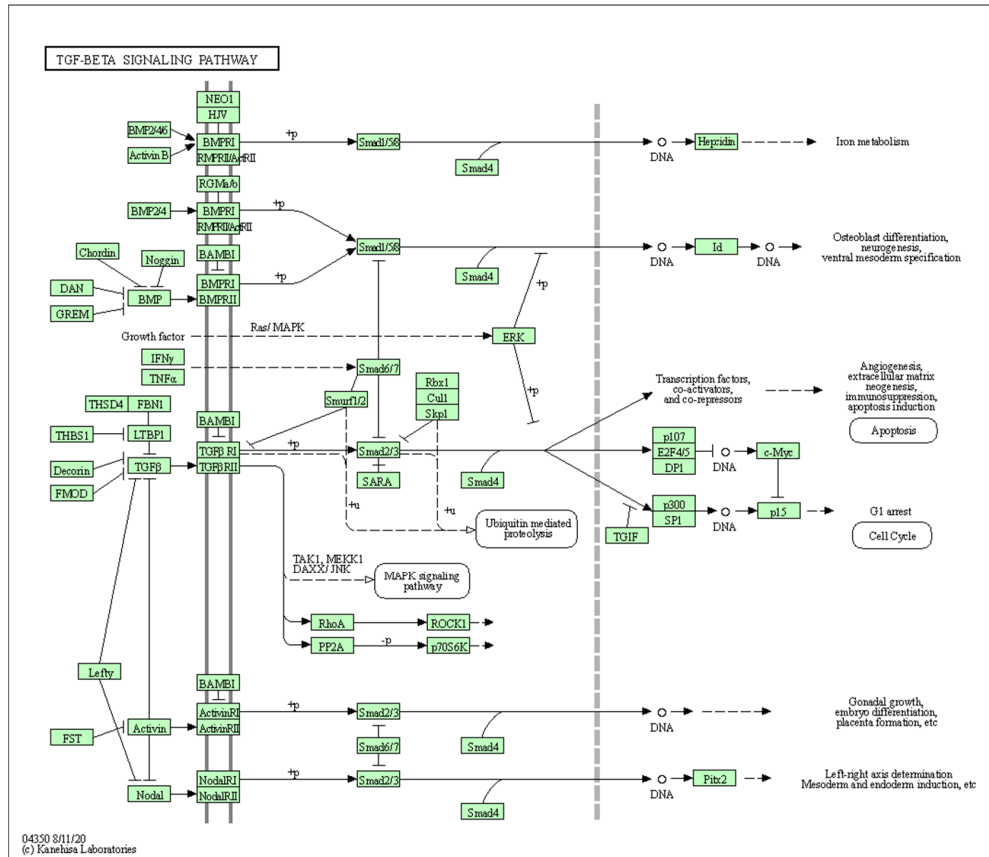 TGF-BETA SIGNALING PATHWAY
NEO1
HJV
BMP2/4/6
Activin B
BMPRI
BMPRII/ActRII
+p
Smad1/5/8
Smad4
DNA
Hepcidin
Iron metabolism
RGMa/b
BMP2/4
BMPRI
BMPRII/ActRII
+p
Smad1/5/8
Smad4
DNA
Id
DNA
Osteoblast differentiation,
neurogenesis,
ventral mesoderm specification
Chordin
Noggin
BAMBI
DAN
GREM
BMP
BMPRI
BMPRII
+p
+p
Growth factor
Ras/ MAPK
ERK
IFNγ
TNFα
Smad6/7
+p
Smurf1/2
Rbx1
Cul1
Skp1
Transcription factors,
co-activators,
and co-repressors
Angiogenesis,
extracellular matrix
neogenesis,
immunosuppression,
apoptosis induction
Apoptosis
THSD4
FBN1
THBS1
LTBP1
BAMBI
Decorin
FMOD
TGFβ
TGFβ RI
TGFβ RII
+p
Smad2/3
SARA
Smad4
p107
E2F4/5
DP1
DNA
c-Myc
p300
SP1
DNA
p15
G1 arrest
Cell Cycle
TGIF
+u
+u
Ubiquitin mediated
proteolysis
TAK1, MEKK1
DAXX/ JNK
MAPK signaling
pathway
RhoA
ROCK1
PP2A
-p
p70S6K
Lefty
BAMBI
FST
Activin
ActivinRI
ActivinRII
+p
Smad2/3
Smad4
DNA
Gonadal growth,
embryo differentiation,
placenta formation, etc
Smad6/7
Nodal
NodalRI
NodalRII
+p
Smad2/3
Smad4
DNA
Pitx2
Left-right axis determination
Mesoderm and endoderm induction, etc
04350 8/11/20
(c) Kanehisa Laboratories